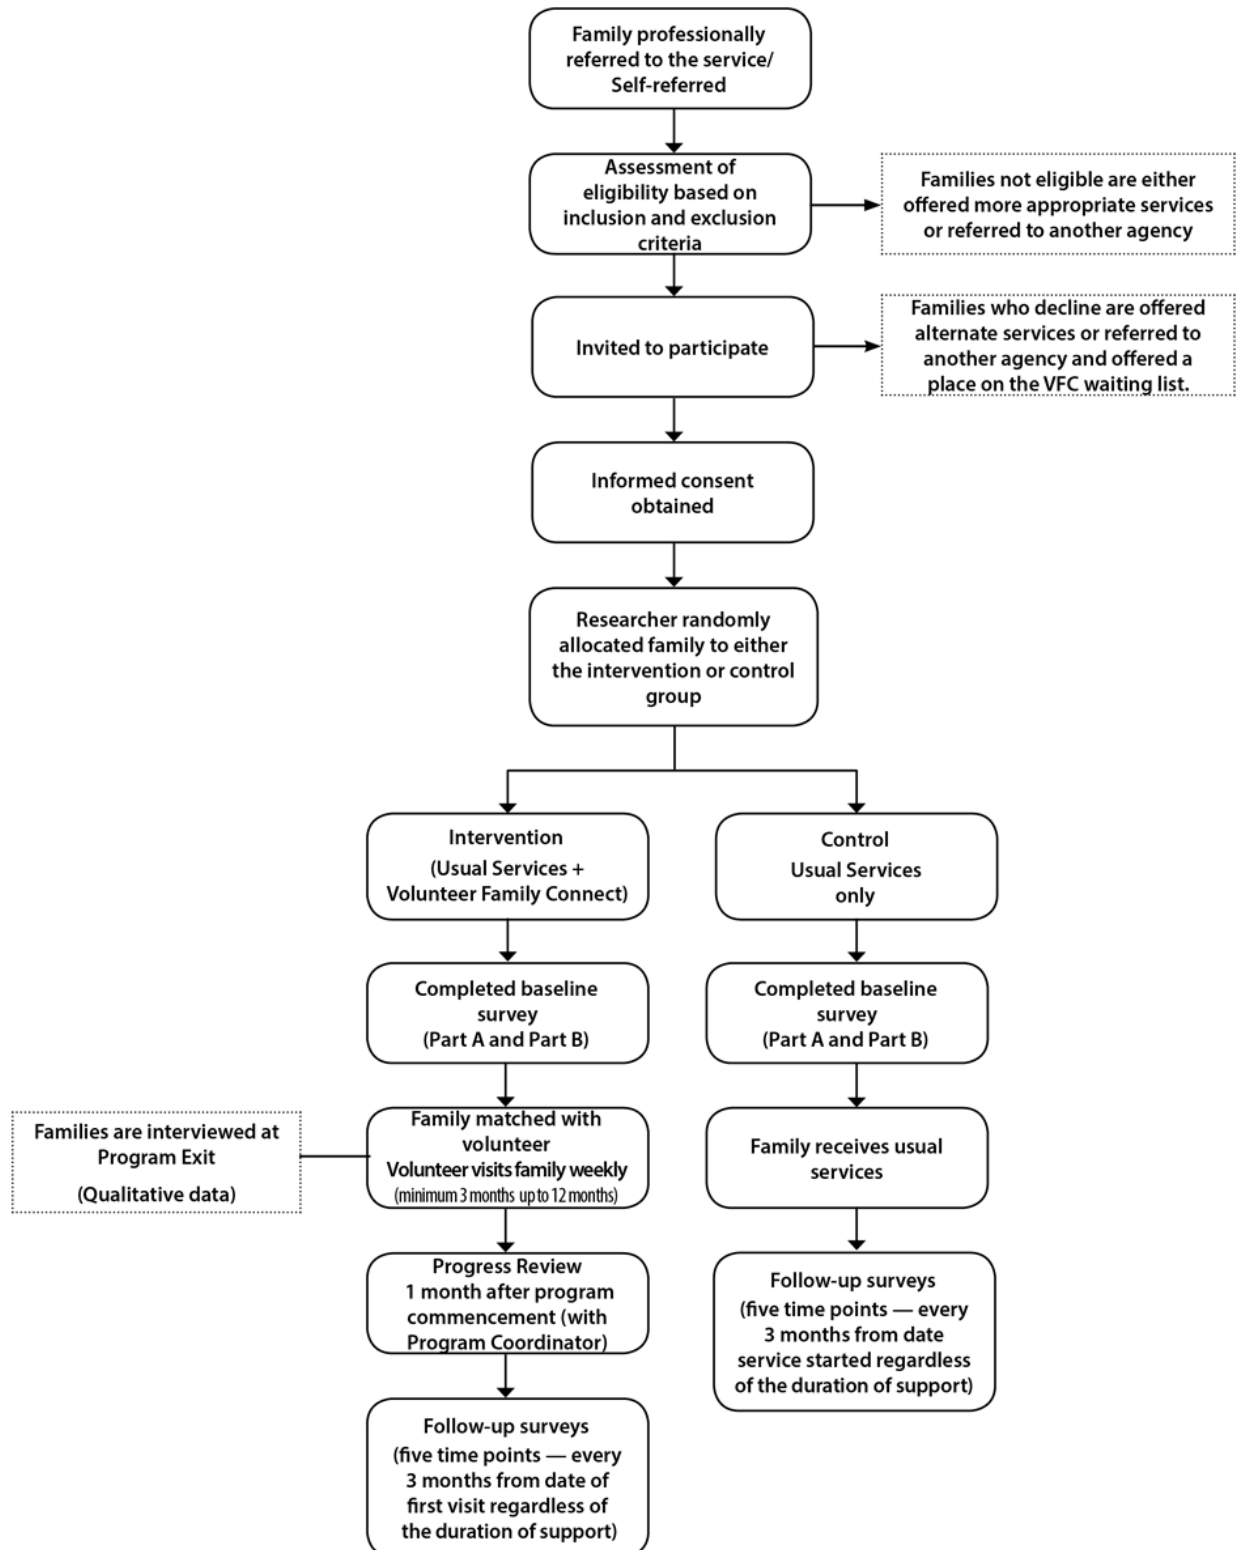 Family professionally
referred to the service/
Self-referred
Assessment of
eligibility based on
inclusion and exclusion
criteria
Families not eligible are either
offered more appropriate services
or referred to another agency
Invited to participate
Families who decline are offered
alternate services or referred to
another agency and offered a
place on the VFC waiting list.
Informed consent
obtained
Researcher randomly
allocated family to either
the intervention or control
group
Intervention
(Usual Services +
Volunteer Family Connect)
Control
Usual Services
only
Completed baseline
survey
(Part A and Part B)
Completed baseline
survey
(Part A and Part B)
Families are interviewed at
Program Exit
(Qualitative data)
Family matched with
volunteer
Volunteer visits family weekly
(minimum 3 months up to 12 months)
Family receives usual
services
Progress Review
1 month after program
commencement (with
Program Coordinator)
Follow-up surveys
(five time points — every
3 months from date
service started regardless
of the duration of support)
Follow-up surveys
(five time points — every
3 months from date of
first visit regardless of
the duration of support)